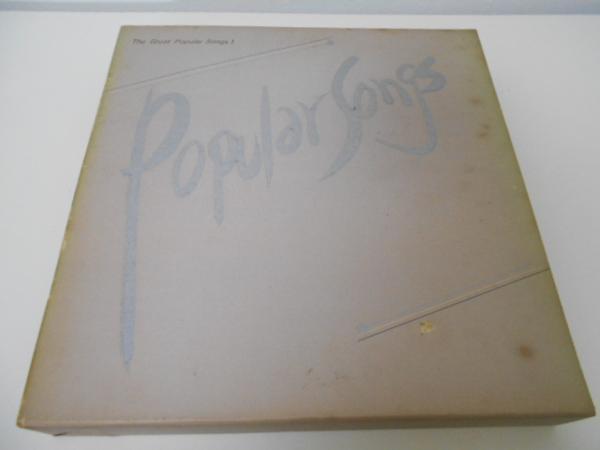 The Great Popular Songs 1
Popular Songs